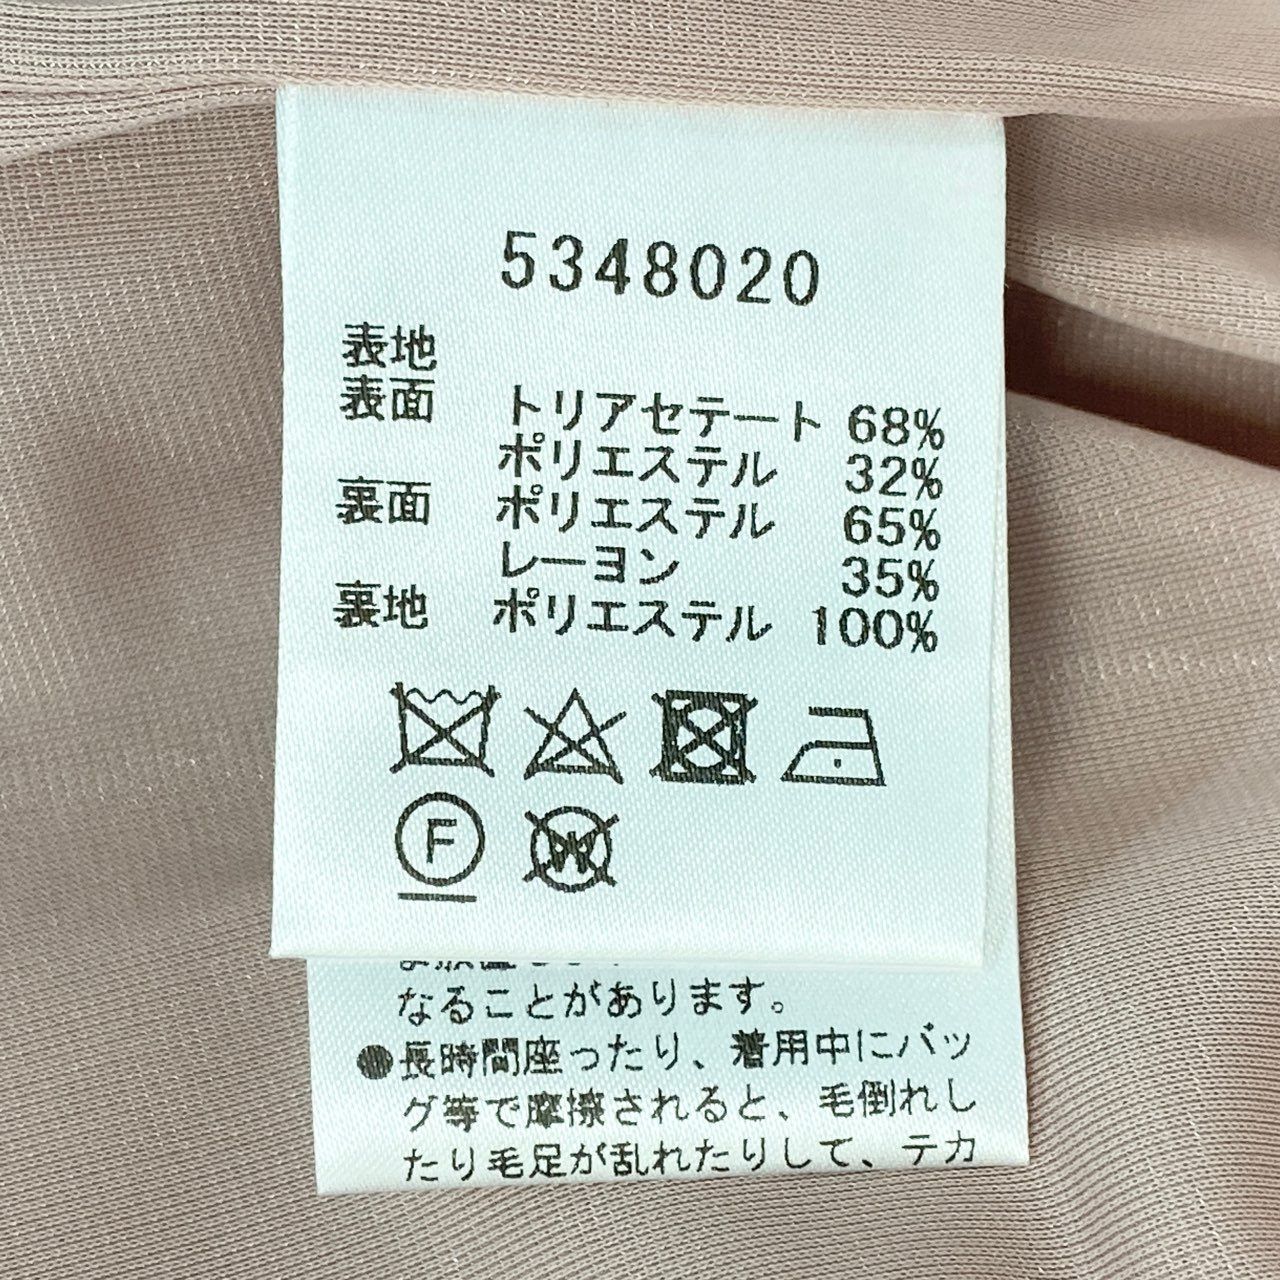 5348020
表地
表面 トリアセテート 68%
ポリエステル 32%
裏面 ポリエステル 65%
レーヨン 35%
裏地 ポリエステル 100%
F
W
なることがあります。
●長時間座ったり、着用中にバッ
グ等で摩擦されると、毛倒れし
たり毛足が乱れたりして、テカ